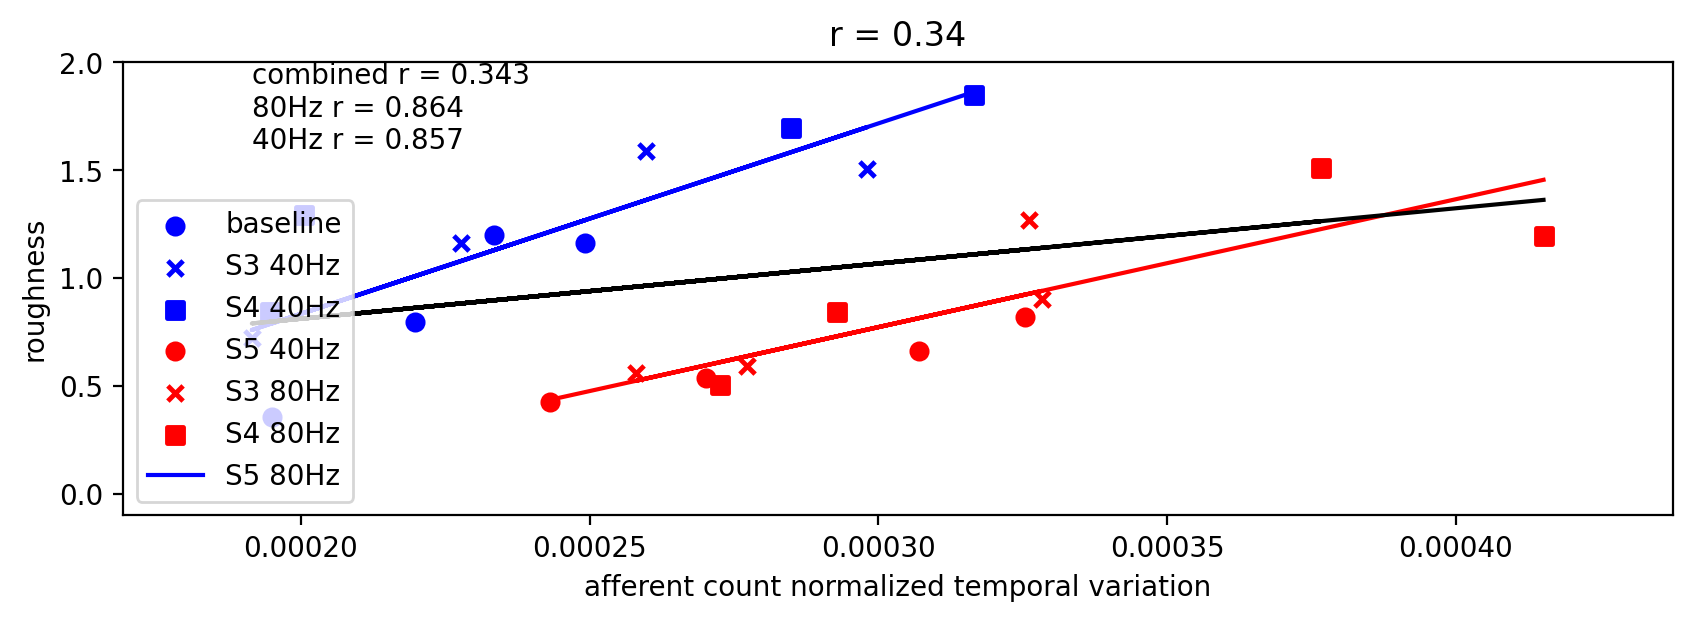 r = 0.34
combined r = 0.343
80Hz r = 0.864
40Hz r = 0.857
2.0
1.5
1.0
0.5
0.0
roughness
baseline
S3 40Hz
S4 40Hz
S5 40Hz
S3 80Hz
S4 80Hz
S5 80Hz
0.00020 0.00025 0.00030 0.00035 0.00040
afferent count normalized temporal variation